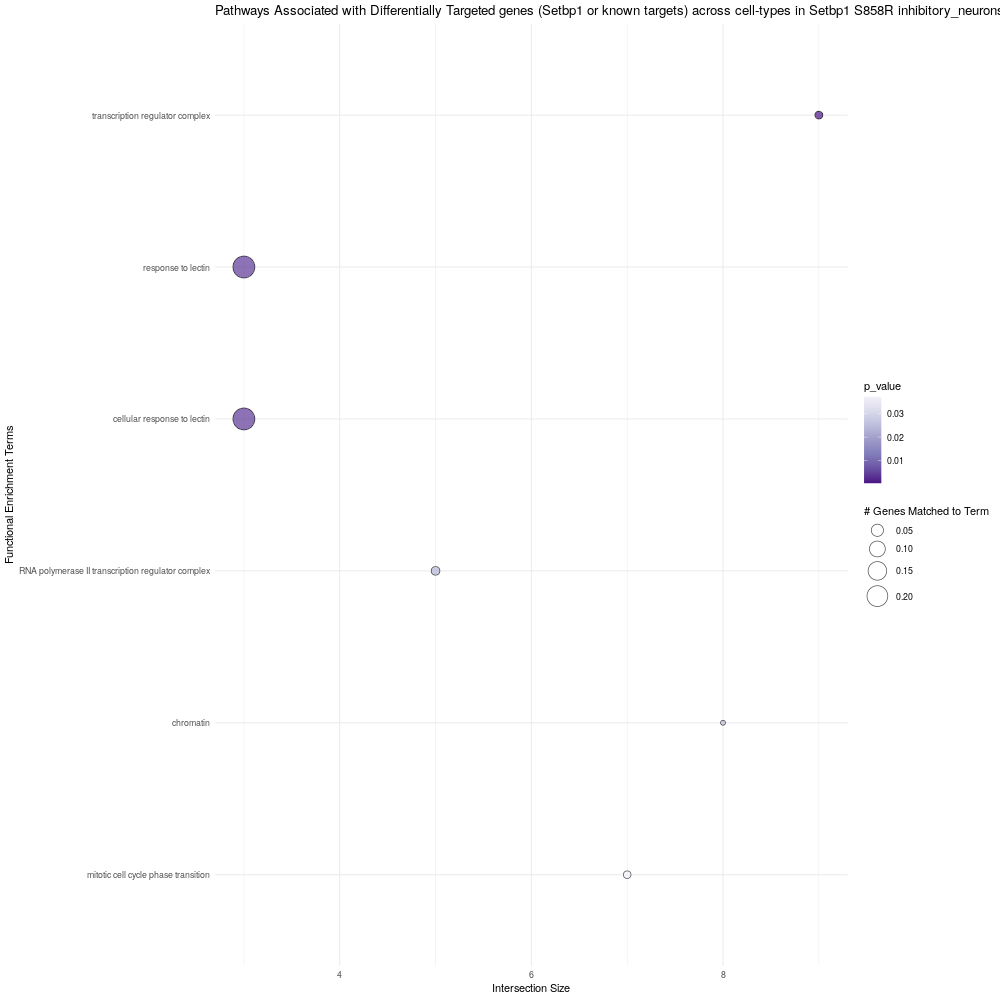 Pathways Associated with Differentially Targeted genes (Setbp1 or known targets) across cell-types in Setbp1 S858R inhibitory_neurons
transcription regulator complex
response to lectin
cellular response to lectin
RNA polymerase II transcription regulator complex
chromatin
mitotic cell cycle phase transition
Functional Enrichment Terms
4 6 8
Intersection Size
p_value
0.03
0.02
0.01
# Genes Matched to Term
0.05
0.10
0.15
0.20